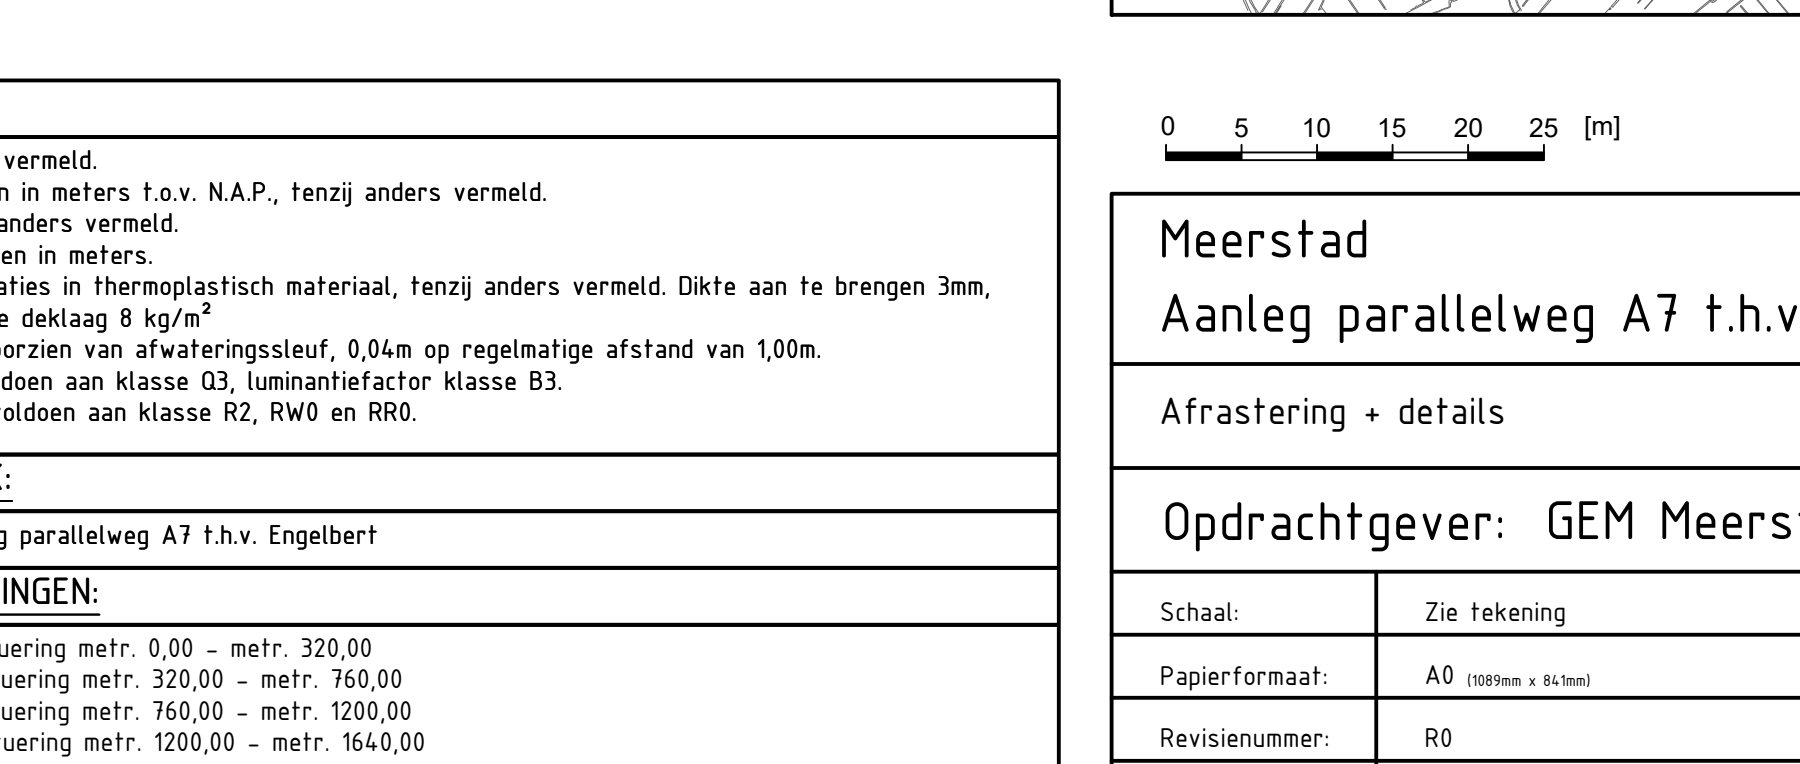 vermeld.
in meters t.o.v. N.A.P., tenzij anders vermeld.
anders vermeld.
en in meters.
aties in thermoplastisch materiaal, tenzij anders vermeld. Dikte aan te brengen 3mm,
e deklaag 8 kg/m²
orzien van afwateringssleuf, 0,04m op regelmatige afstand van 1,00m.
doen aan klasse Q3, luminantiefactor klasse B3.
oldoen aan klasse R2, RW0 en RR0.
g parallelweg A7 t.h.v. Engelbert
INGEN:
uering metr. 0,00 - metr. 320,00
uering metr. 320,00 - metr. 760,00
uering metr. 760,00 - metr. 1200,00
uering metr. 1200,00 - metr. 1640,00
0 5 10 15 20 25 [m]
Meerstad
Aanleg parallelweg A7 t.h.v
Afrastering + details
Opdrachtgever: GEM Meerst
Schaal: Zie tekening
Papierformaat: A0 (1089mm x 841mm)
Revisienummer: R0